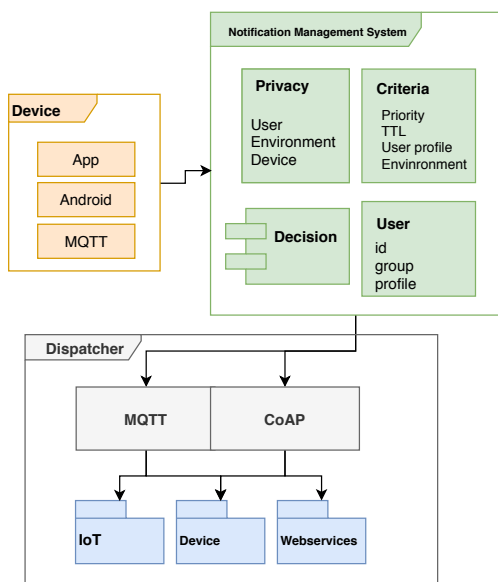 Notification Management System
Device
App
Android
MQTT
Privacy
User
Environment
Device
Criteria
Priority
TTL
User profile
Envinronment
Decision
User
id
group
profile
Dispatcher
MQTT
CoAP
IoT
Device
Webservices